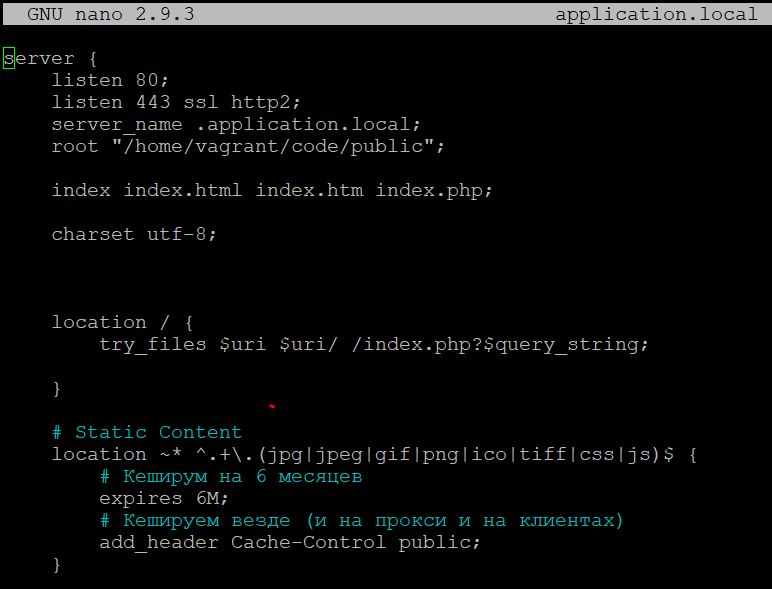 GNU nano 2.9.3 application.local
server {
listen 80;
listen 443 ssl http2;
server_name .application.local;
root "/home/vagrant/code/public";
index index.html index.htm index.php;
charset utf-8;
location / {
try_files $uri $uri/ /index.php?$query_string;
}
# Static Content
location ~* ^.+\.(jpg|jpeg|gif|png|ico|tiff|css|js)$ {
# Кеширум на 6 месяцев
expires 6M;
# Кешируем везде (и на прокси и на клиентах)
add_header Cache-Control public;
}